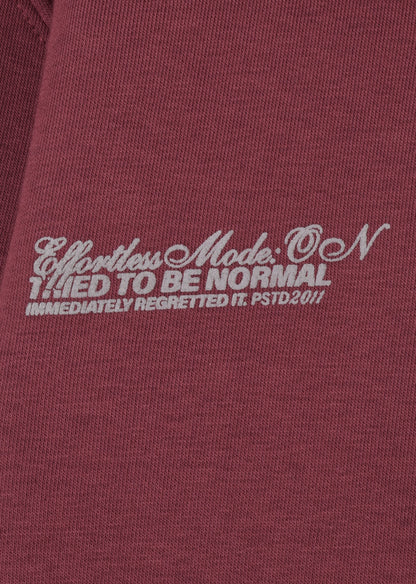 Effortless Mode: ON
TRIED TO BE NORMAL
IMMEDIATELY REGRETTED IT. PSTD2011